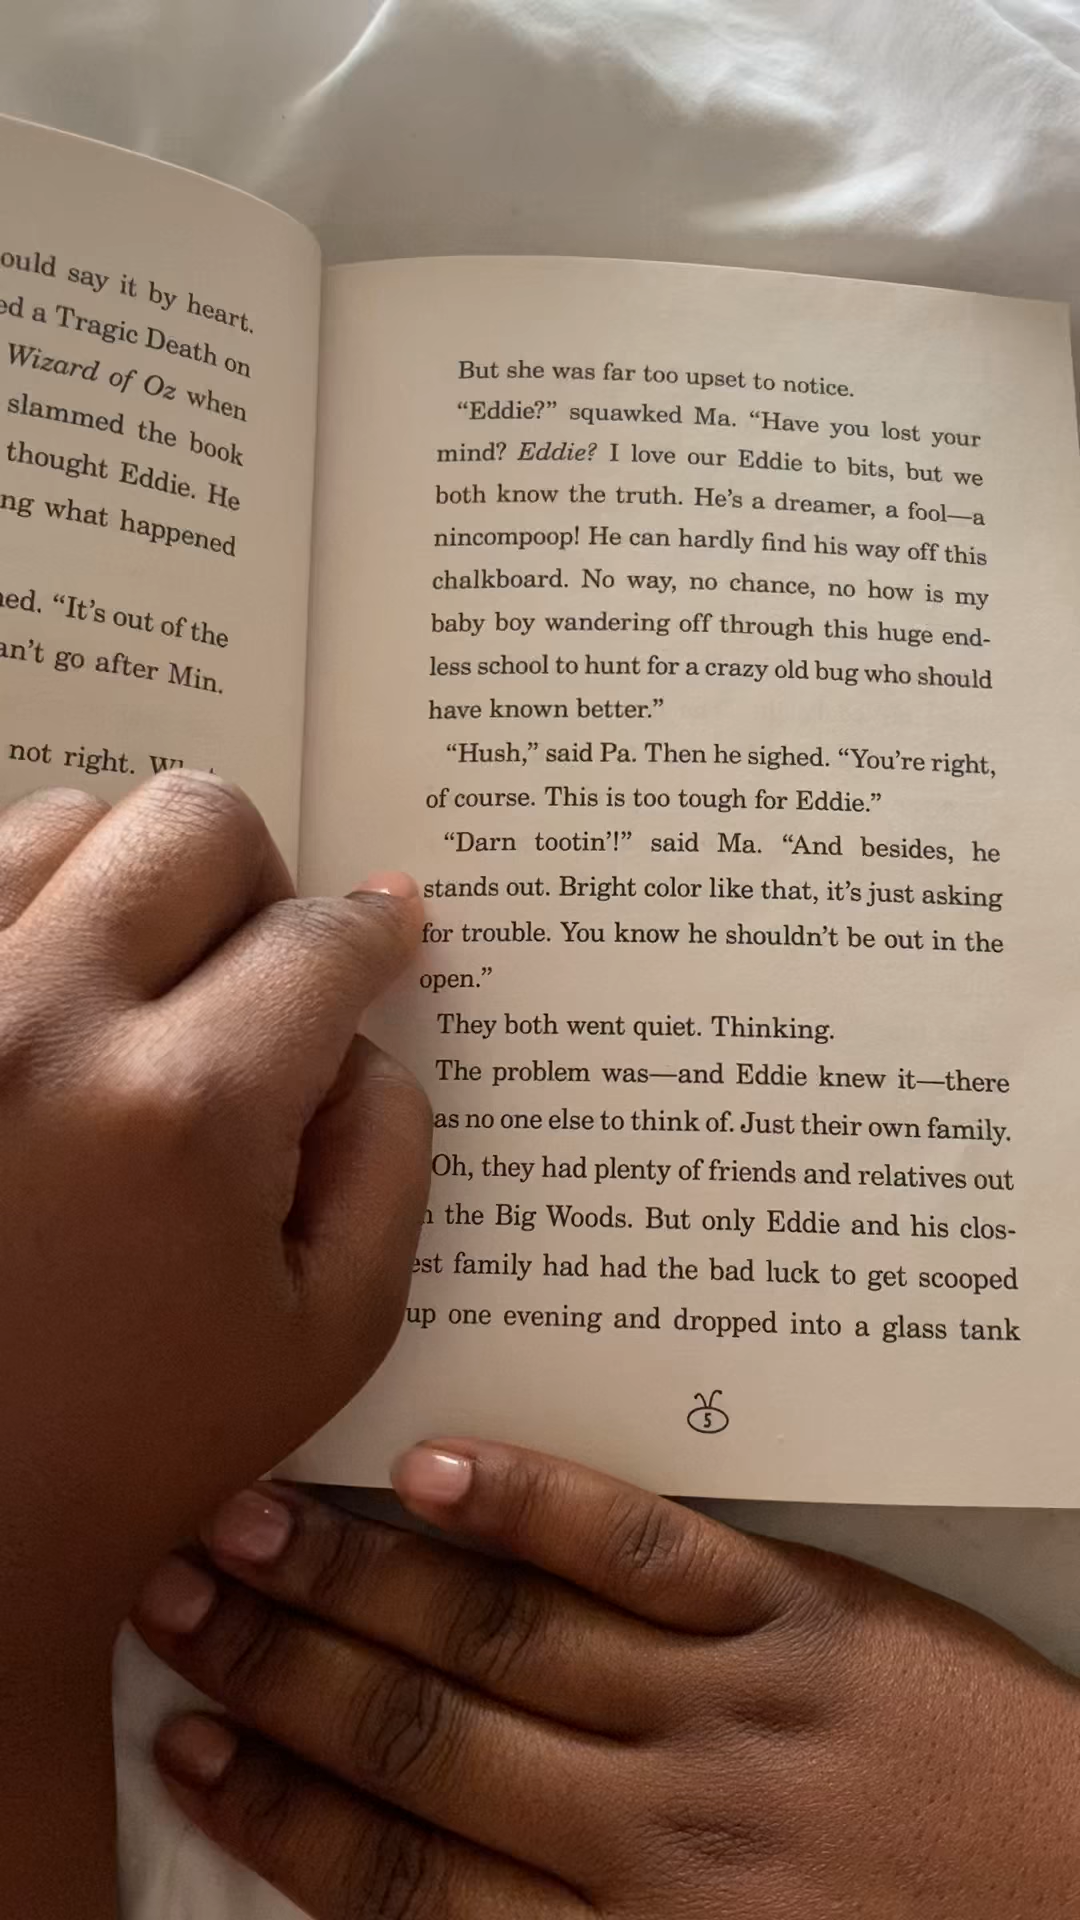 say it by heart.
a Tragic Death on
Wizard of Oz when
slammed the book
thought Eddie. He
what happened
“It’s out of the
go after Min.
not right.
But she was far too upset to notice.
“Eddie?” squawked Ma. “Have you lost your
mind? Eddie? I love our Eddie to bits, but we
both know the truth. He’s a dreamer, a fool—a
nincompoop! He can hardly find his way off this
chalkboard. No way, no chance, no how is my
baby boy wandering off through this huge end-
less school to hunt for a crazy old bug who should
have known better.”
“Hush,” said Pa. Then he sighed. “You’re right,
of course. This is too tough for Eddie.”
“Darn tootin’!” said Ma. “And besides, he
stands out. Bright color like that, it’s just asking
for trouble. You know he shouldn’t be out in the
open.”
They both went quiet. Thinking.
The problem was—and Eddie knew it—there
as no one else to think of. Just their own family.
Oh, they had plenty of friends and relatives out
the Big Woods. But only Eddie and his clos-
est family had had the bad luck to get scooped
up one evening and dropped into a glass tank
5